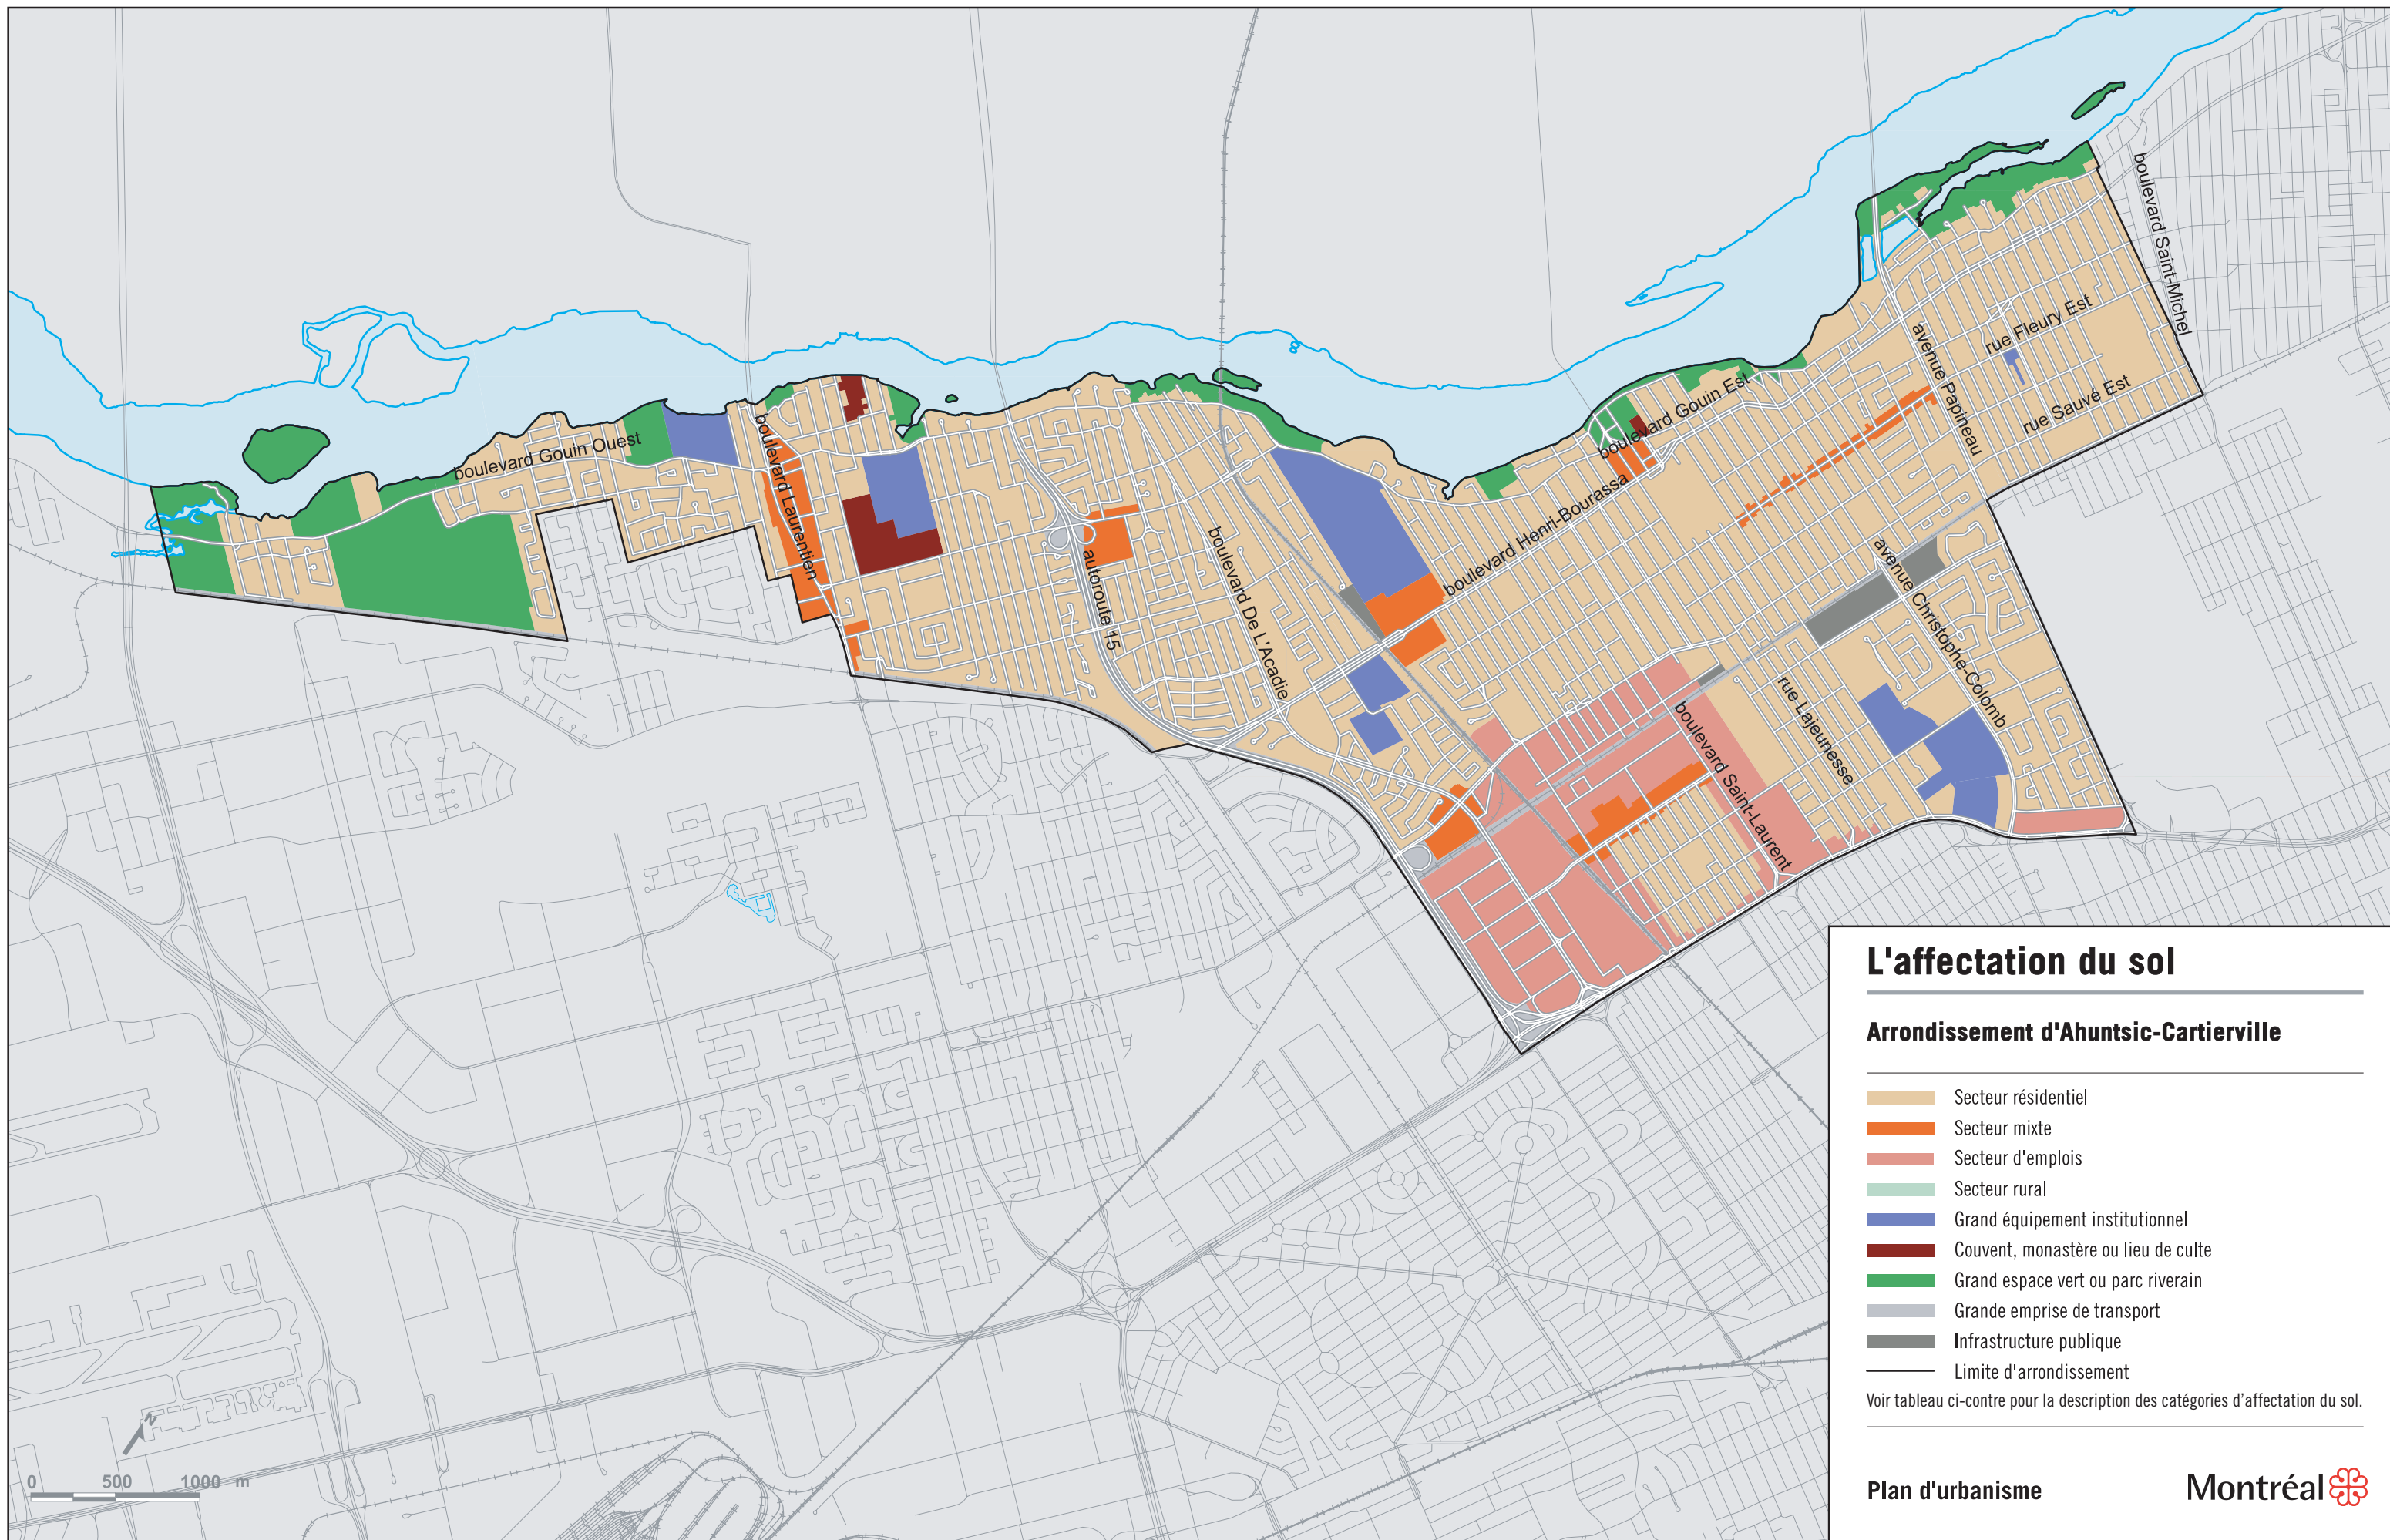 boulevard Saint-Michel
rue Fleury Est
avenue Papineau
rue Sauvé Est
boulevard Gouin Est
boulevard Gouin Ouest
boulevard Laurentien
boulevard Henri-Bourassa
autoroute 15
boulevard De L'Acadie
avenue Christophe-Colomb
rue Lajeunesse
boulevard Saint-Laurent
L'affectation du sol
Arrondissement d'Ahuntsic-Cartierville
Secteur résidentiel
Secteur mixte
Secteur d'emplois
Secteur rural
Grand équipement institutionnel
Couvent, monastère ou lieu de culte
Grand espace vert ou parc riverain
Grande emprise de transport
Infrastructure publique
Limite d'arrondissement
Voir tableau ci-contre pour la description des catégories d'affectation du sol.
N
0 500 1000 m
Plan d'urbanisme
Montréal